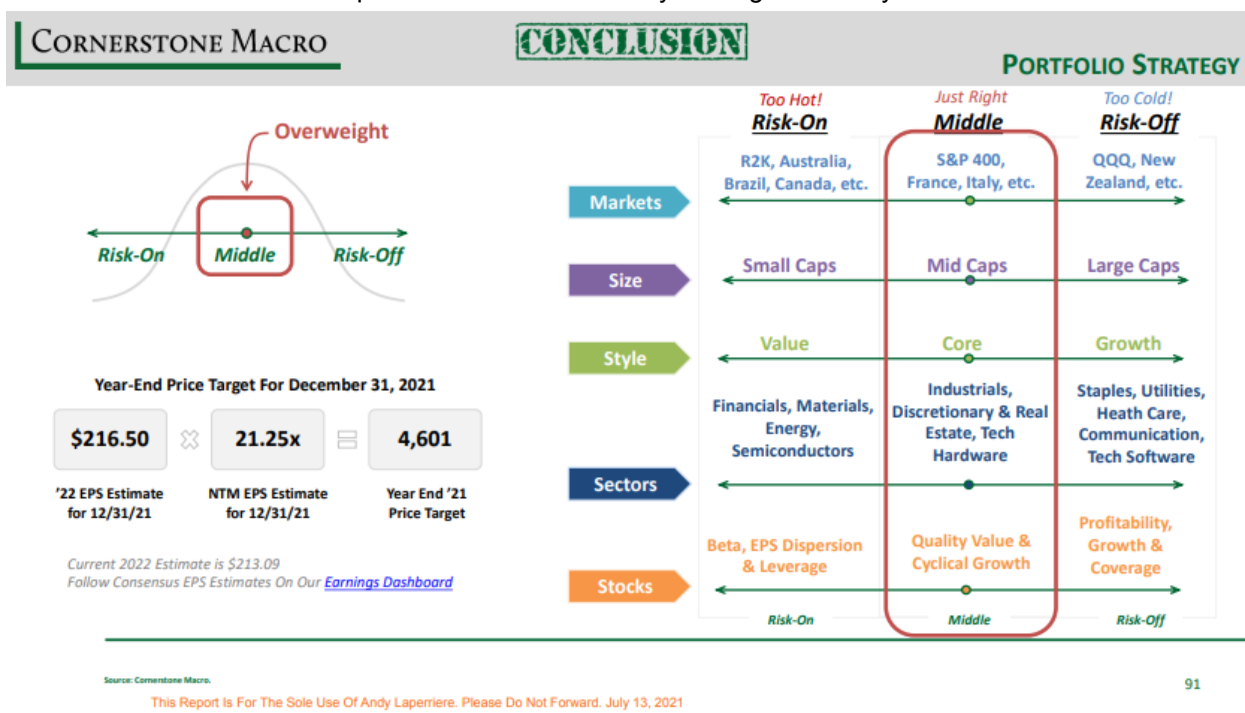 CORNERSTONE MACRO
CONCLUSION
PORTFOLIO STRATEGY
Overweight
Risk-On
Middle
Risk-Off
Year-End Price Target For December 31, 2021
$216.50
21.25x
4,601
'22 EPS Estimate
for 12/31/21
NTM EPS Estimate
for 12/31/21
Year End '21
Price Target
Current 2022 Estimate is $213.09
Follow Consensus EPS Estimates On Our Earnings Dashboard
Too Hot!
Risk-On
Just Right
Middle
Too Cold!
Risk-Off
Markets
R2K, Australia,
Brazil, Canada, etc.
S&P 400,
France, Italy, etc.
QQQ, New
Zealand, etc.
Size
Small Caps
Mid Caps
Large Caps
Style
Value
Core
Growth
Sectors
Financials, Materials,
Energy,
Semiconductors
Industrials,
Discretionary & Real
Estate, Tech
Hardware
Staples, Utilities,
Heath Care,
Communication,
Tech Software
Stocks
Beta, EPS Dispersion
& Leverage
Quality Value &
Cyclical Growth
Profitability,
Growth &
Coverage
Risk-On
Middle
Risk-Off
Source: Cornerstone Macro.
91
This Report Is For The Sole Use Of Andy Laperriere. Please Do Not Forward. July 13, 2021